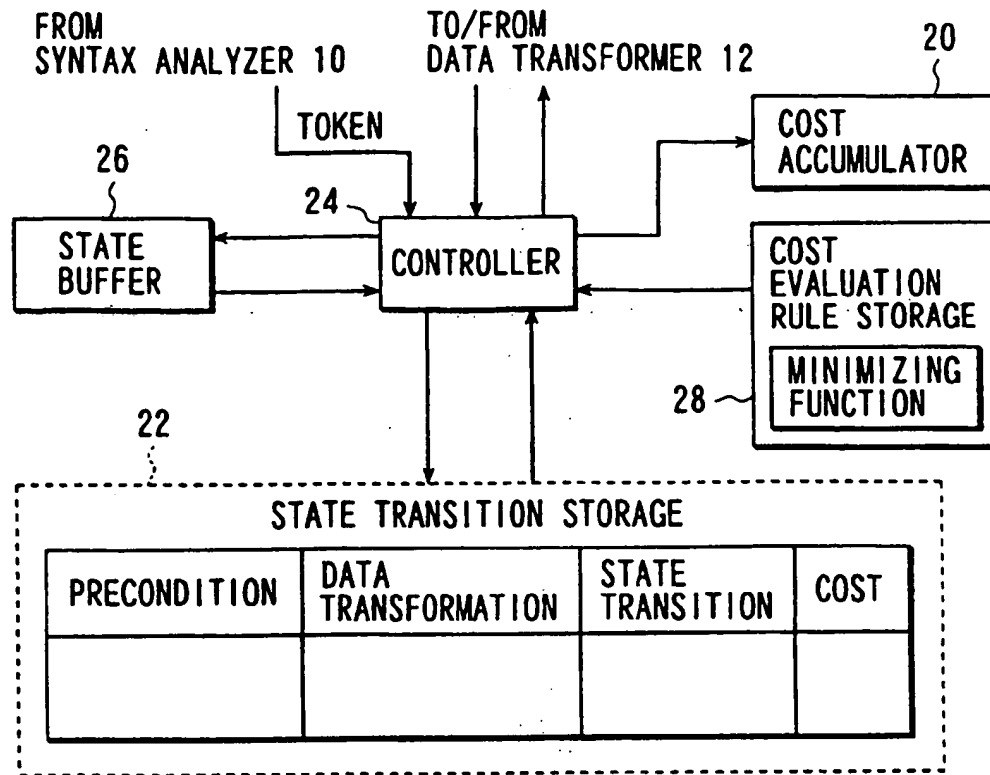 FROM
SYNTAX ANALYZER 10
TO/FROM
DATA TRANSFORMER 12
20
TOKEN
COST
ACCUMULATOR
26
24
STATE
BUFFER
CONTROLLER
COST
EVALUATION
RULE STORAGE
MINIMIZING
FUNCTION
28
22
STATE TRANSITION STORAGE
PRECONDITION
DATA
TRANSFORMATION
STATE
TRANSITION
COST